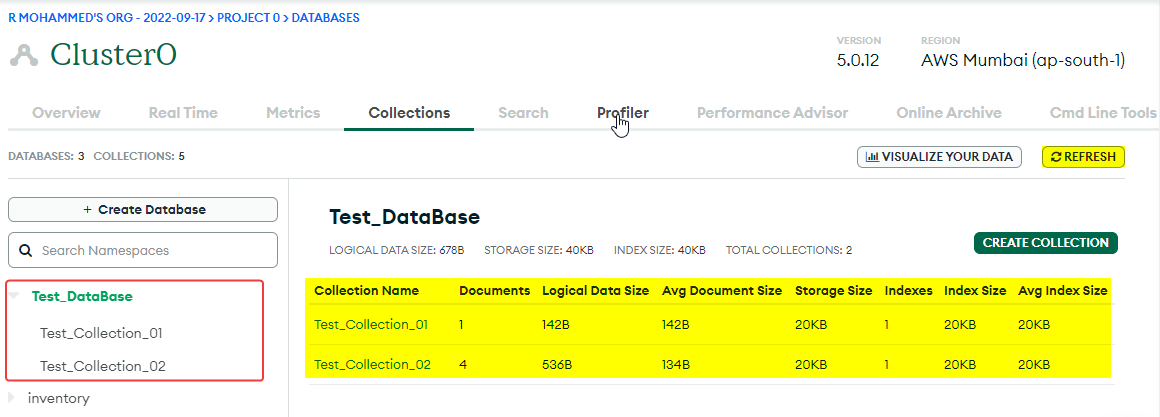 R MOHAMMED'S ORG - 2022-09-17 > PROJECT 0 > DATABASES
Cluster0
VERSION
5.0.12
REGION
AWS Mumbai (ap-south-1)
Overview Real Time Metrics Collections Search Profiler Performance Advisor Online Archive Cmd Line Tools
DATABASES: 3 COLLECTIONS: 5
VISUALIZE YOUR DATA
REFRESH
+ Create Database
Search Namespaces
Test_DataBase
Test_Collection_01
Test_Collection_02
inventory
Test_DataBase
LOGICAL DATA SIZE: 678B STORAGE SIZE: 40KB INDEX SIZE: 40KB TOTAL COLLECTIONS: 2
CREATE COLLECTION
Collection Name Documents Logical Data Size Avg Document Size Storage Size Indexes Index Size Avg Index Size
Test_Collection_01 1 142B 142B 20KB 1 20KB 20KB
Test_Collection_02 4 536B 134B 20KB 1 20KB 20KB